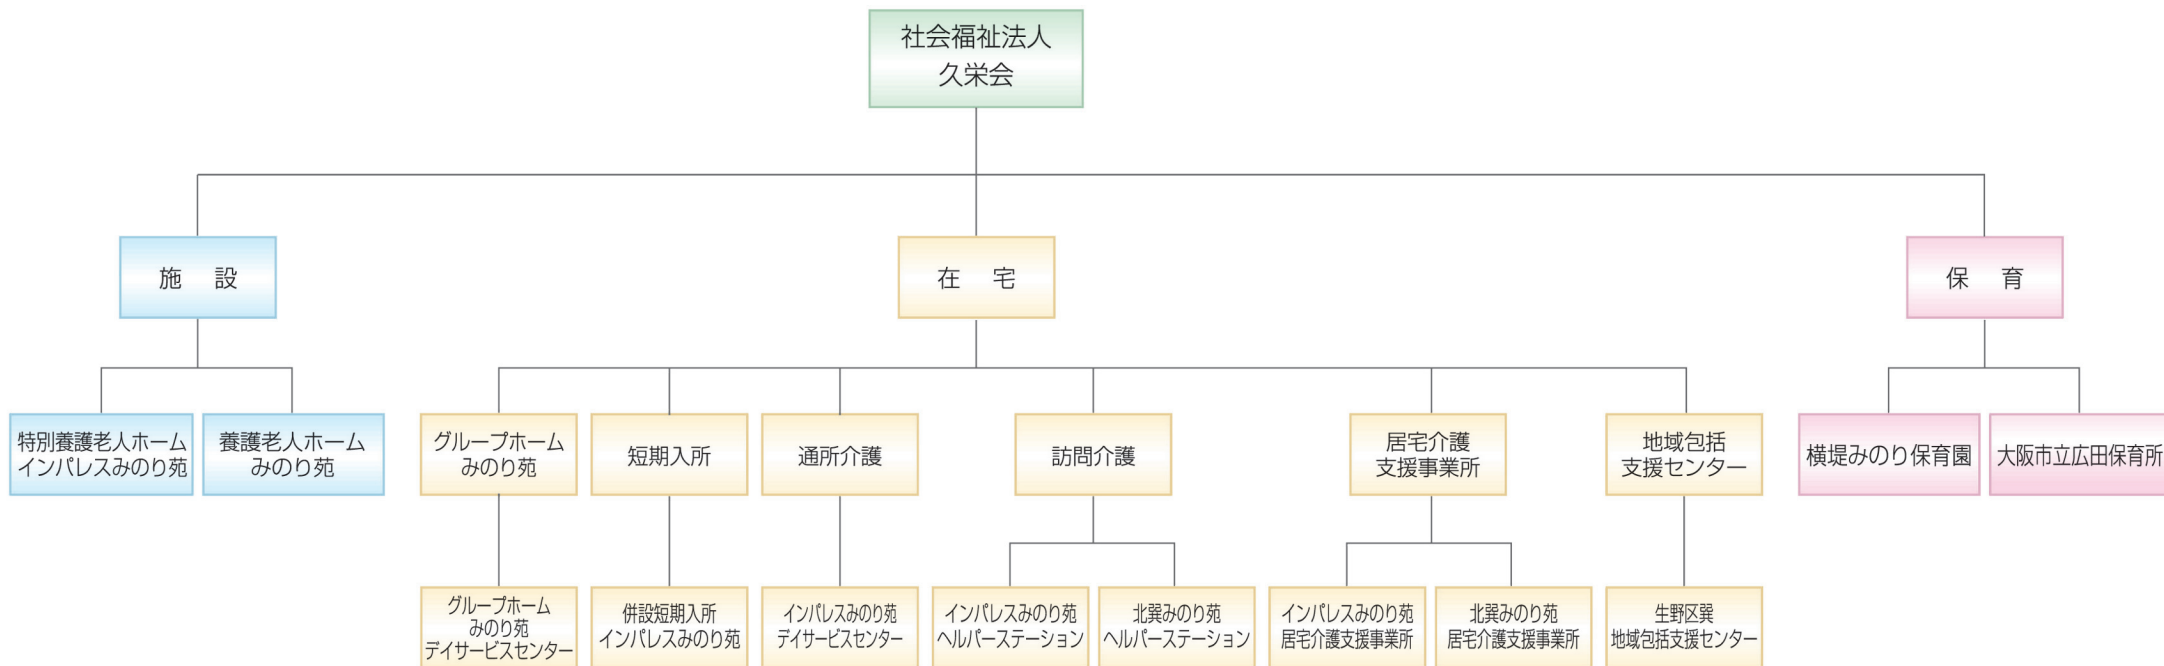 社会福祉法人
久栄会
施 設
在 宅
保 育
特別養護老人ホーム
インパレスみのり苑
養護老人ホーム
みのり苑
グループホーム
みのり苑
短期入所
通所介護
訪問介護
居宅介護
支援事業所
地域包括
支援センター
横堤みのり保育園
大阪市立広田保育所
グループホーム
みのり苑
デイサービスセンター
併設短期入所
インパレスみのり苑
インパレスみのり苑
デイサービスセンター
インパレスみのり苑
ヘルパーステーション
北巽みのり苑
ヘルパーステーション
インパレスみのり苑
居宅介護支援事業所
北巽みのり苑
居宅介護支援事業所
生野区巽
地域包括支援センター